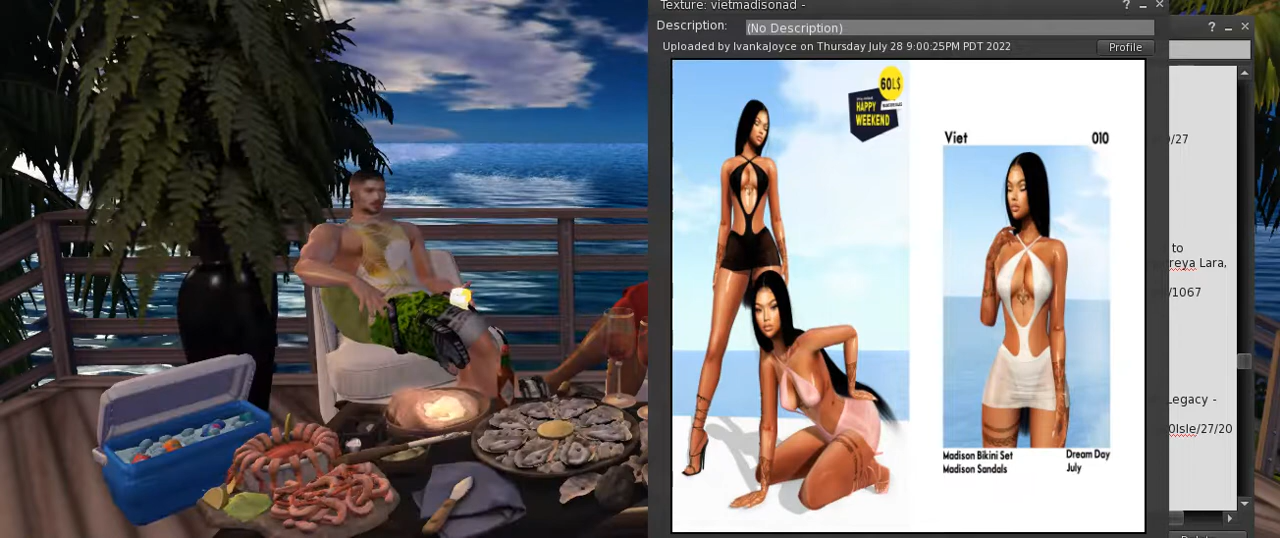 Texture: vietmadisonad -
Description:
(No Description)
Uploaded by IvankaJoyce on Thursday July 28 9:00:25PM PDT 2022
Profile
60L$
HAPPY
WEEKEND
Viet
010
Madison Bikini Set
Madison Sandals
Dream Day
July
/27
to
reya Lara,
/1067
Legacy -
0Isle/27/20